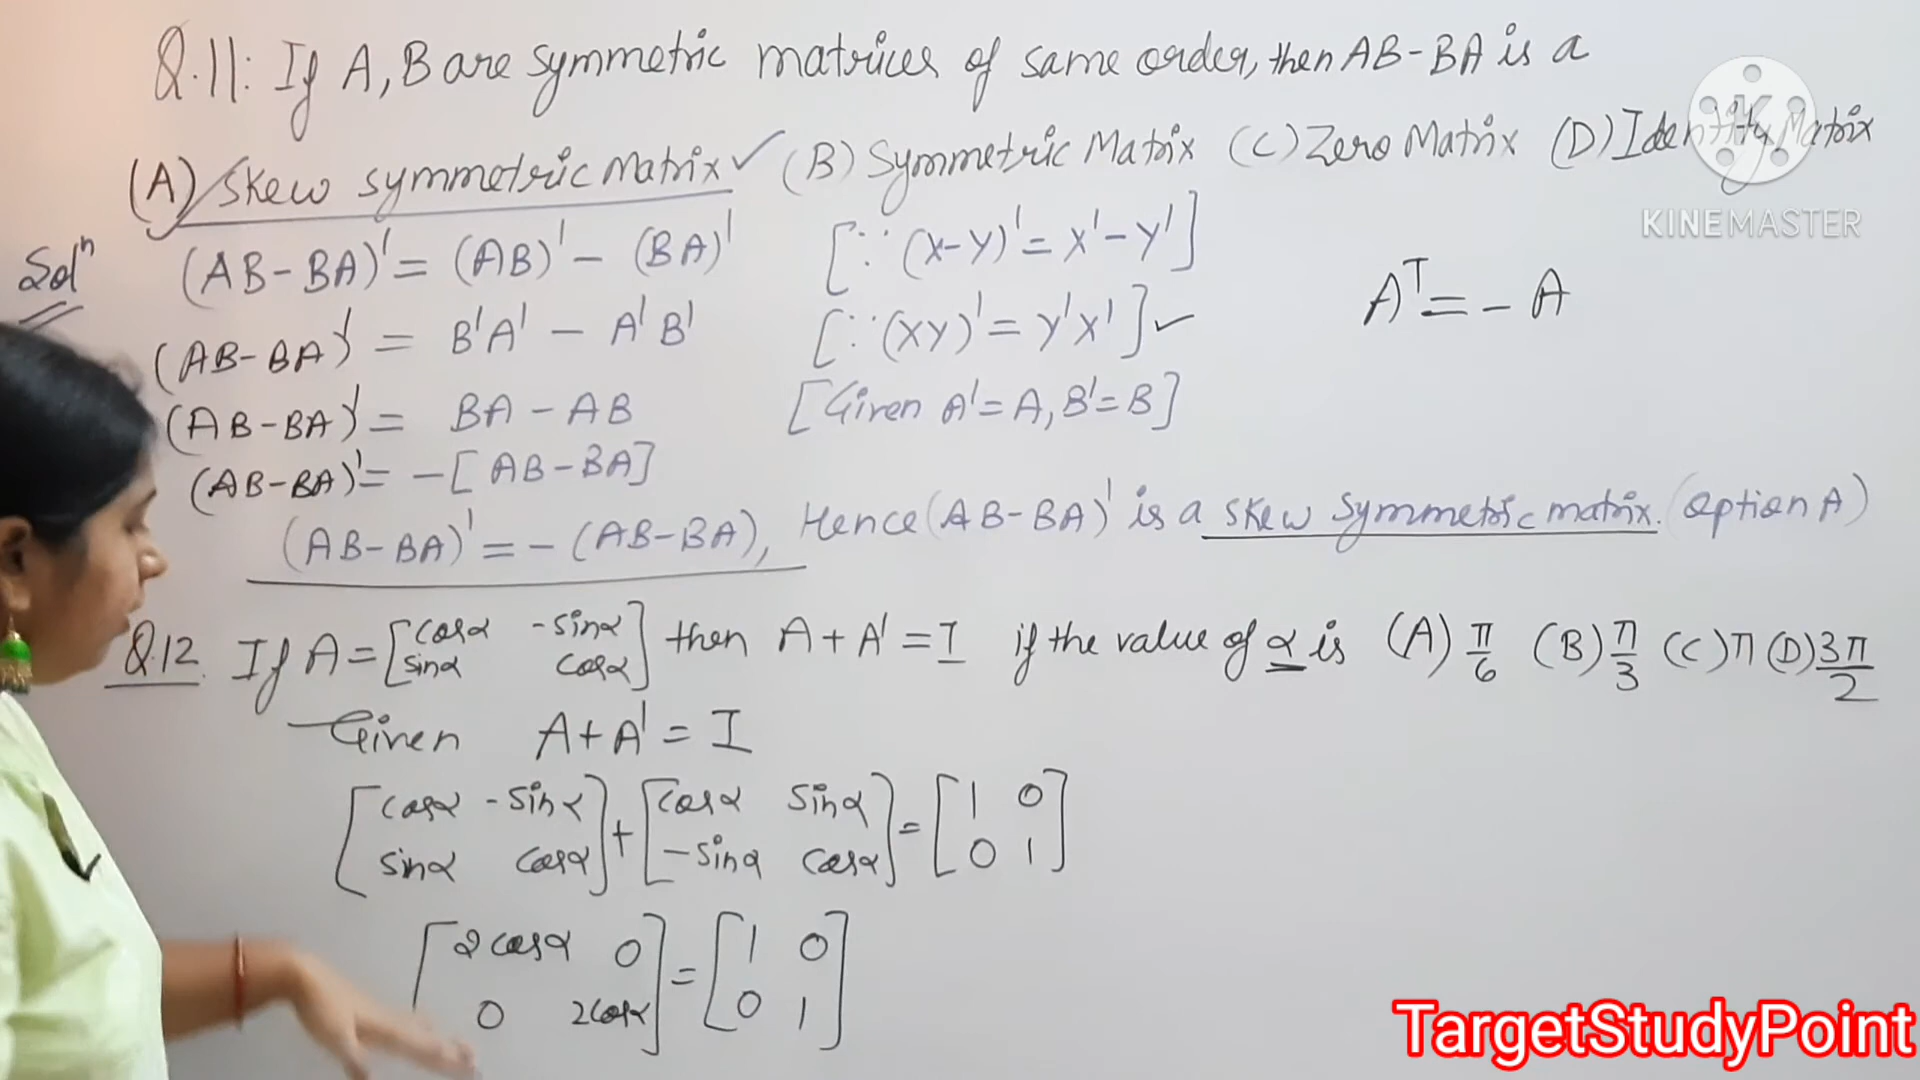 Q.11: If A, B are symmetric matrices of same order, then AB-BA is a
(A) Skew symmetric matrix ✓ (B) Symmetric Matrix (C) Zero Matrix (D) Identity Matrix
KINEMASTER
Solⁿ (AB-BA)' = (AB)' - (BA)' [∵ (X-Y)' = X'-Y']
Aᵀ = - A
(AB-BA)' = B'A' - A'B' [∵ (XY)' = Y'X'] ✓
(AB-BA)' = BA - AB [Given A'=A, B'=B]
(AB-BA)' = -[AB-BA]
(AB-BA)' = -(AB-BA), Hence (AB-BA)' is a skew symmetric matrix. (option A)
Q.12. If A = [cosα -sinα] then A+A' = I if the value of α is (A) π/6 (B) π/3 (C) π (D) 3π/2
[sinα cosα]
Given A+A' = I
[cosα -sinα] + [cosα sinα] = [1 0]
[sinα cosα] [-sinα cosα] [0 1]
[2cosα 0] = [1 0]
[0 2cosα] [0 1]
TargetStudyPoint